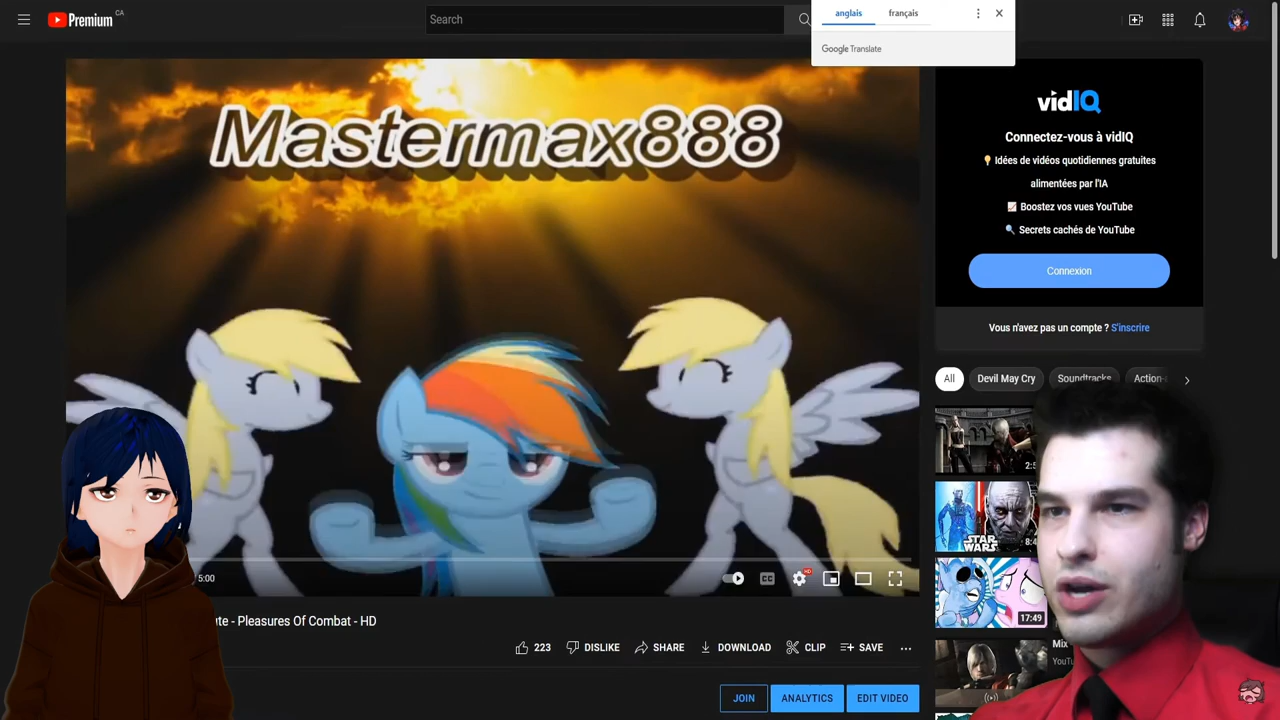 Premium CA
Search
anglais français
Google Translate
Mastermax888
vidIQ
Connectez-vous à vidIQ
Idées de vidéos quotidiennes gratuites
alimentées par l'IA
Boostez vos vues YouTube
Secrets cachés de YouTube
Connexion
Vous n'avez pas un compte ? S'inscrire
All Devil May Cry Soundtracks
STAR
WARS
17:49
Mix
5:00
CC
HD
- Pleasures Of Combat - HD
223 DISLIKE SHARE DOWNLOAD CLIP SAVE
JOIN ANALYTICS EDIT VIDEO